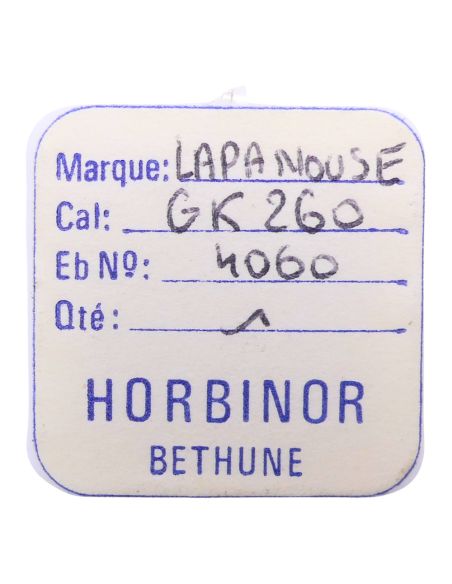 Marque: LAPANOUSE
Cal: GK 260
Eb Nº: 4060
Qté: 1
HORBINOR
BETHUNE